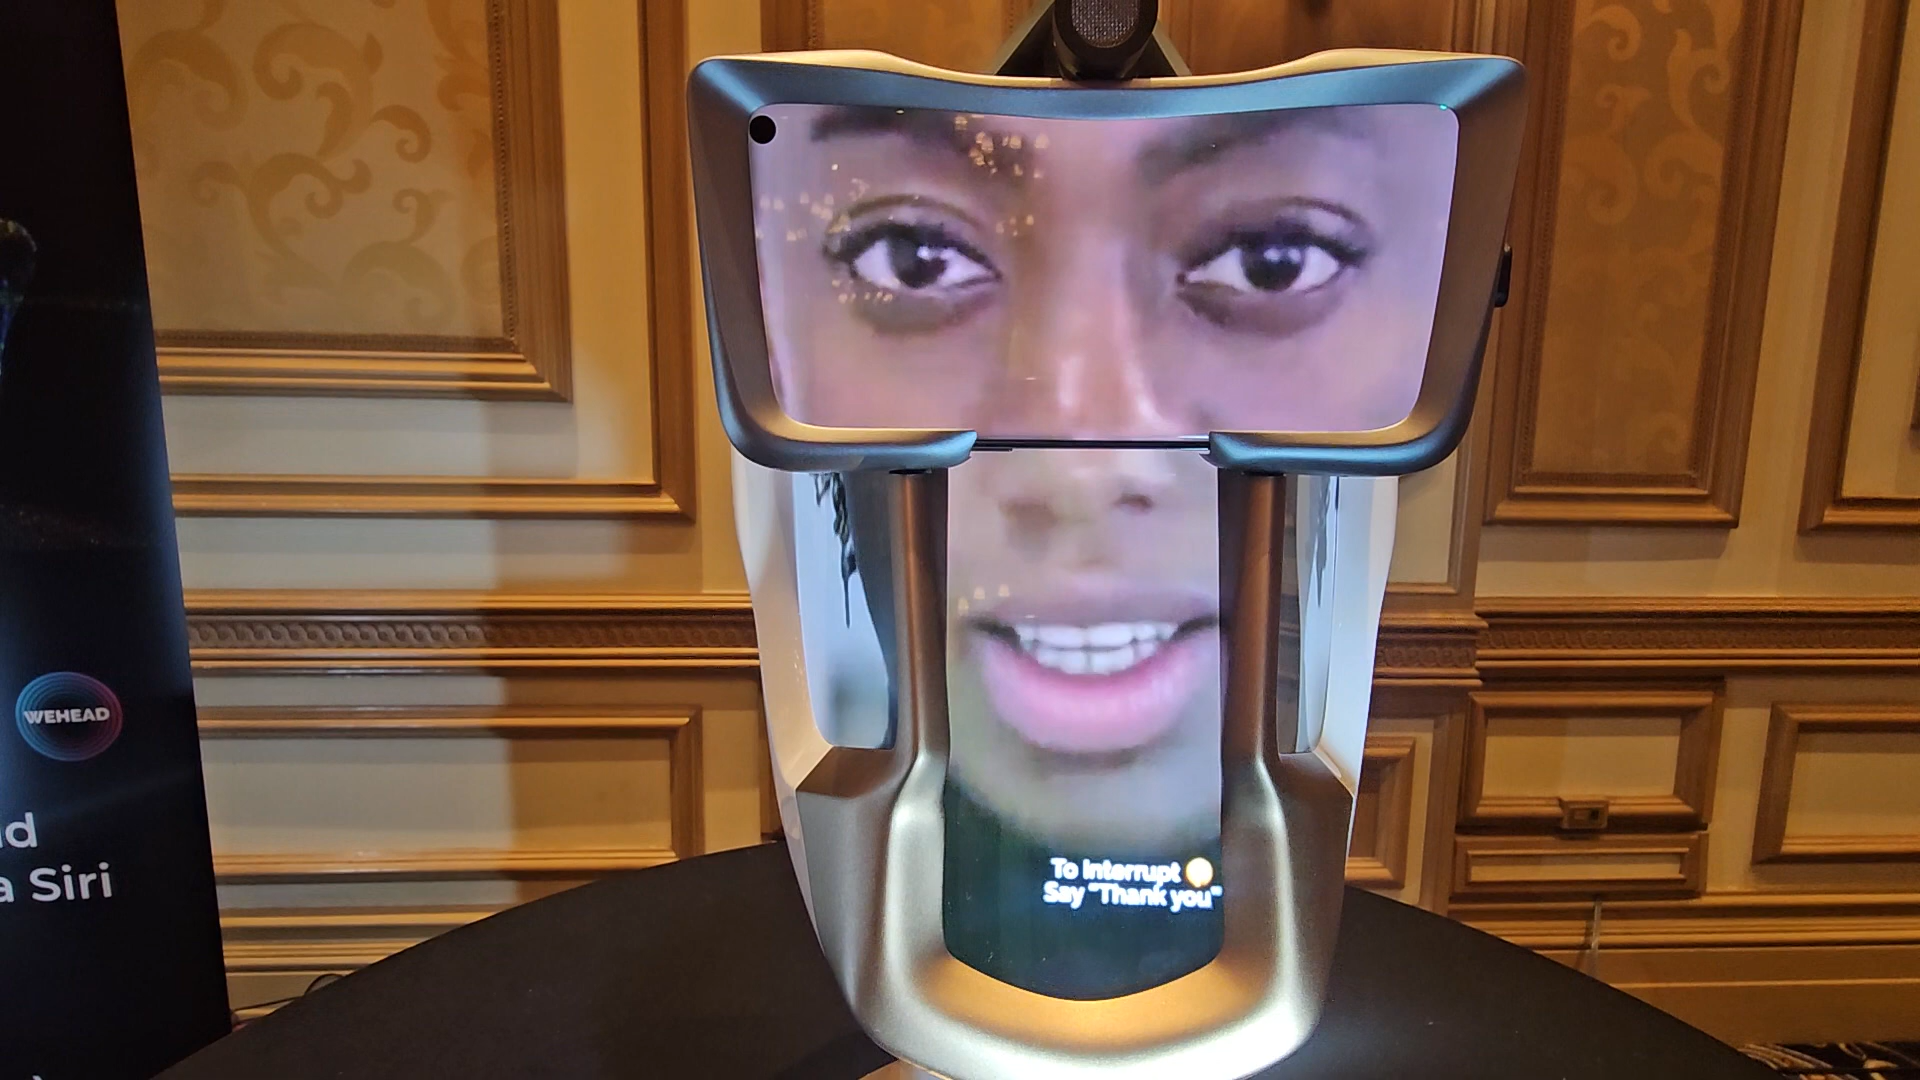 WEHEAD
d
a Siri
To Interrupt
Say "Thank you"